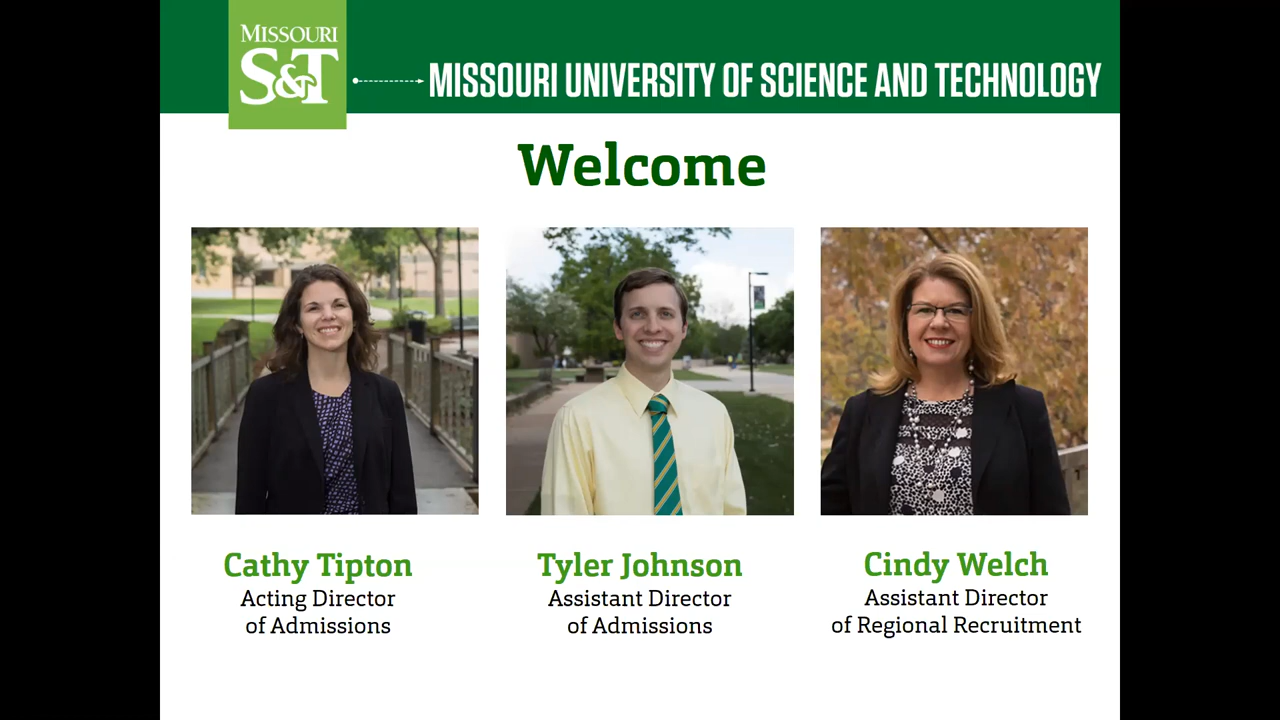 MISSOURI
S&T
MISSOURI UNIVERSITY OF SCIENCE AND TECHNOLOGY
Welcome
Cathy Tipton
Acting Director
of Admissions
Tyler Johnson
Assistant Director
of Admissions
Cindy Welch
Assistant Director
of Regional Recruitment